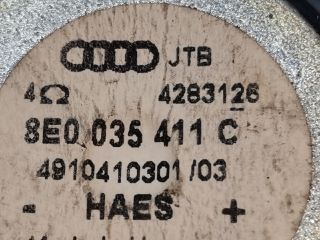 JTB
4Ω 4283126
8E0 035 411 C
4910410301/03
- HAES +